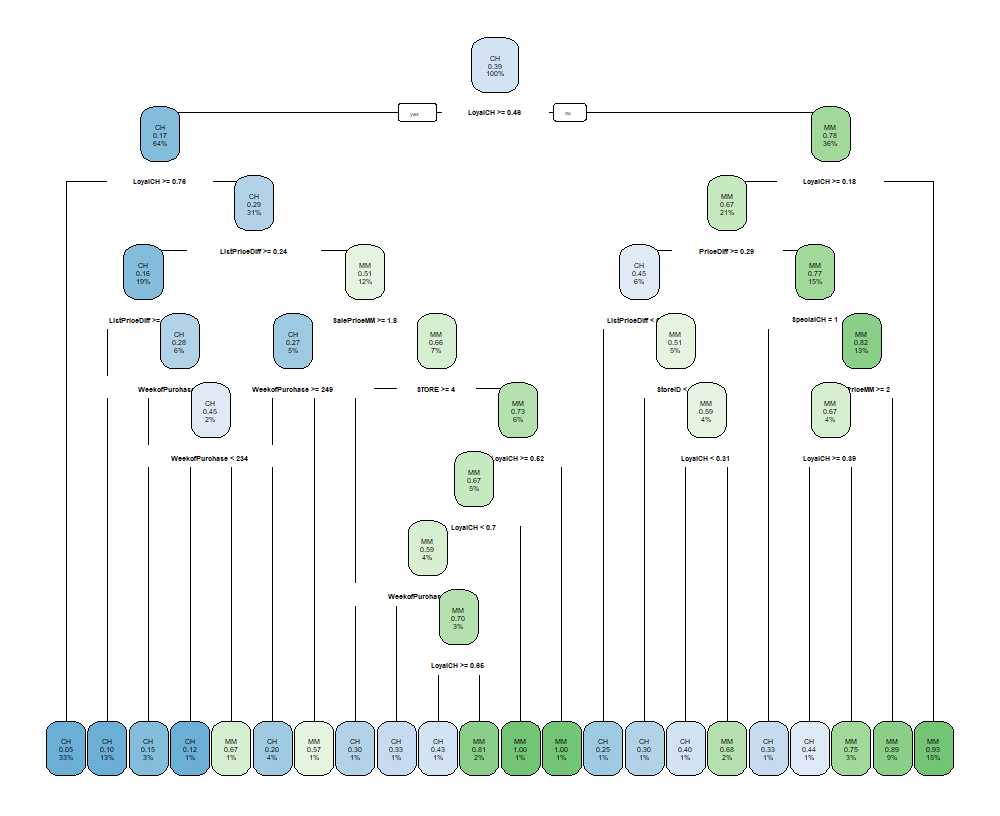 CH
0.39
100%
yes
LoyalCH >= 0.46
no
CH
0.17
64%
MM
0.78
36%
LoyalCH >= 0.76
LoyalCH >= 0.18
CH
0.29
31%
MM
0.67
21%
ListPriceDiff >= 0.24
PriceDiff >= 0.29
CH
0.16
19%
MM
0.51
12%
CH
0.45
6%
MM
0.77
15%
ListPriceDiff >=
SalePriceMM >= 1.8
ListPriceDiff <
SpecialCH = 1
CH
0.28
6%
CH
0.27
5%
MM
0.66
7%
MM
0.51
5%
MM
0.82
13%
WeekofPurchase >= 249
STORE >= 4
StoreID <
PriceMM >= 2
CH
0.45
2%
MM
0.73
6%
MM
0.59
4%
MM
0.67
4%
WeekofPurchase < 234
LoyalCH >= 0.52
LoyalCH < 0.31
LoyalCH >= 0.39
MM
0.67
5%
LoyalCH < 0.7
MM
0.59
4%
MM
0.70
3%
LoyalCH >= 0.65
CH
0.05
33%
CH
0.10
13%
CH
0.15
3%
CH
0.12
1%
MM
0.67
1%
CH
0.20
4%
MM
0.57
1%
CH
0.30
1%
CH
0.33
1%
CH
0.43
1%
MM
0.81
2%
MM
1.00
1%
MM
1.00
1%
CH
0.25
1%
CH
0.30
1%
CH
0.40
1%
MM
0.68
2%
CH
0.33
1%
CH
0.44
1%
MM
0.75
3%
MM
0.89
9%
MM
0.93
15%